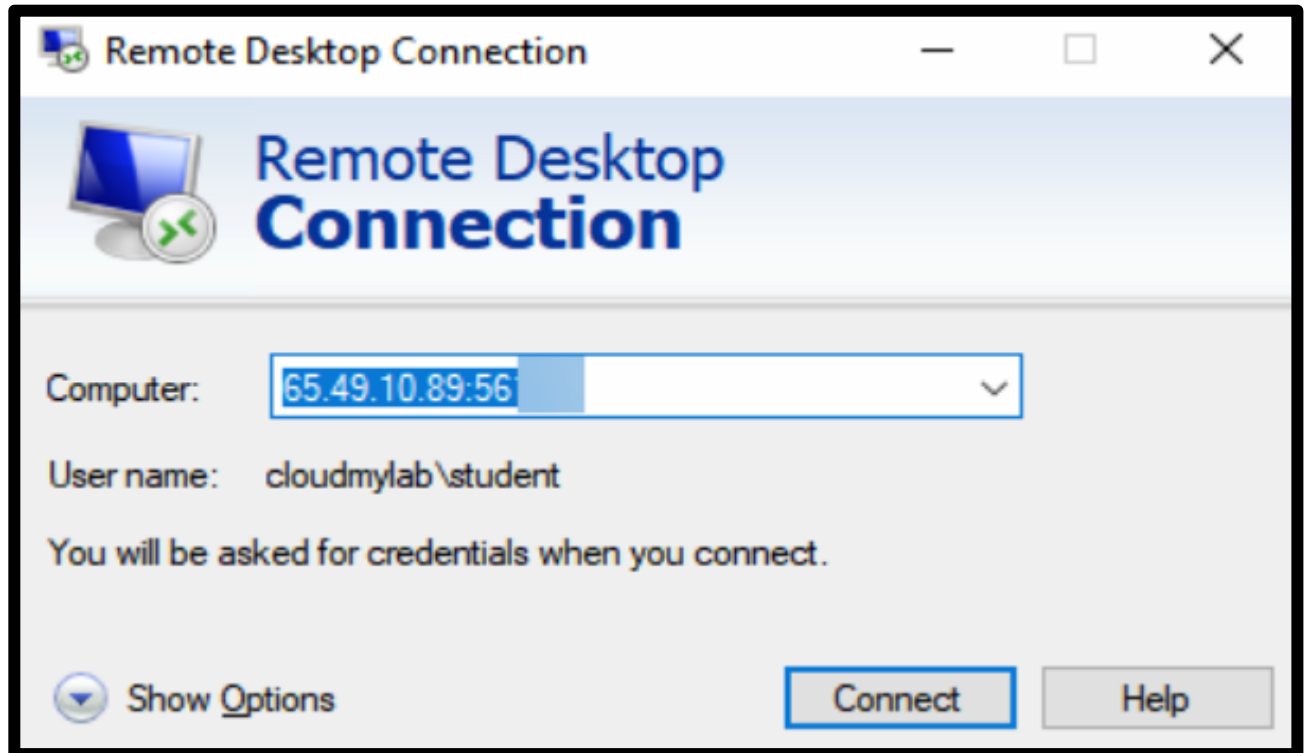 Remote Desktop Connection
Remote Desktop
Connection
Computer: 65.49.10.89:56
User name: cloudmylab\student
You will be asked for credentials when you connect.
Show Options
Connect
Help